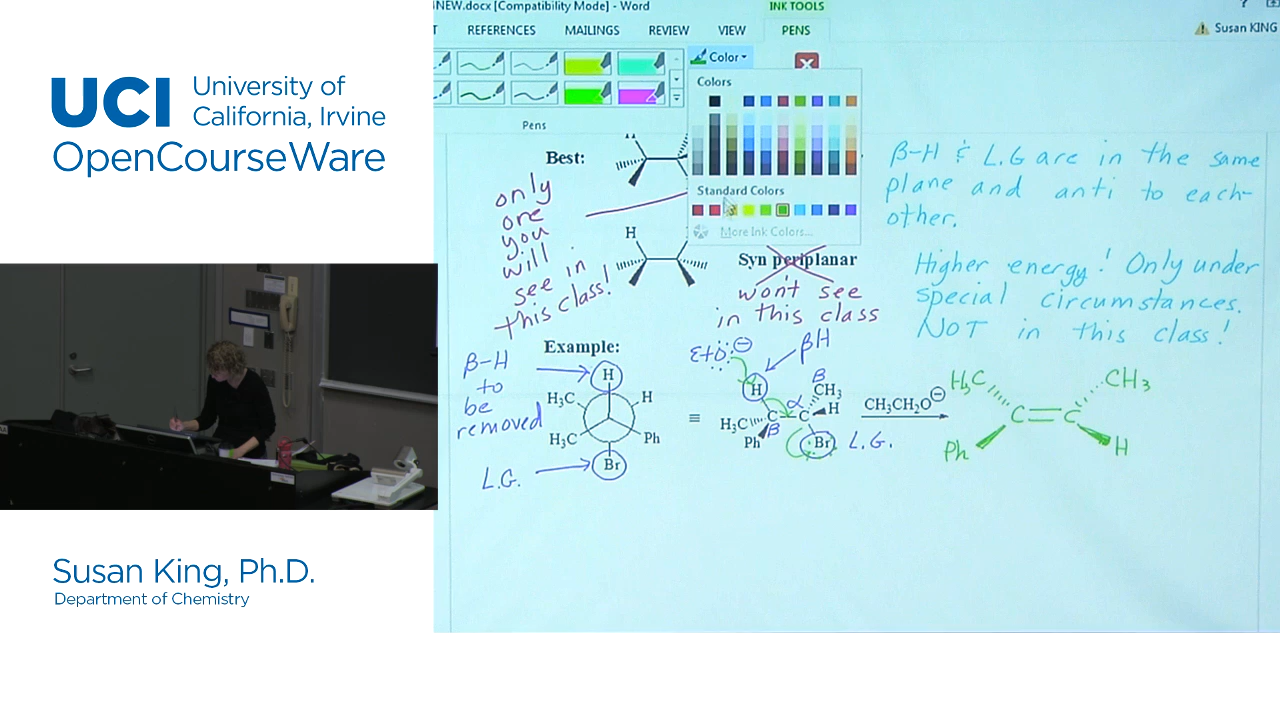 UCI University of
California, Irvine
OpenCourseWare
Susan King, Ph.D.
Department of Chemistry
NEW.docx [Compatibility Mode] - Word
INK TOOLS
?
REFERENCES MAILINGS REVIEW VIEW PENS
Susan KING
Color
Pens
Colors
Standard Colors
More Ink Colors...
Best:
only
one
you
will
see in
this class!
H
Syn periplanar
won't see
in this class
β-H & L.G are in the same
plane and anti to each-
other.
Higher energy! Only under
special circumstances.
NOT in this class!
Example:
β-H
to
be
removed
L.G.
H
H₃C H
H₃C Ph
Br
≡
EtO:⊖
βH
H
β
CH₃
α
H₃C C–C H
β
Ph Br
L.G.
CH₃CH₂O⊖
H₃C CH₃
C=C
Ph H